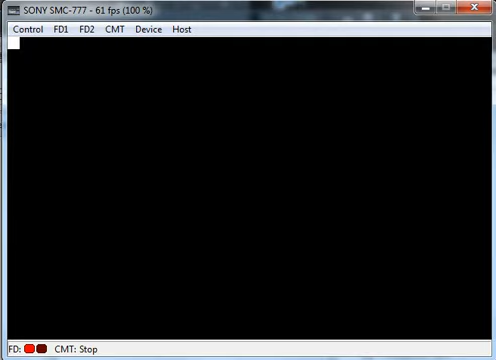 SONY SMC-777 - 61 fps (100 %)
Control FD1 FD2 CMT Device Host
FD: CMT: Stop